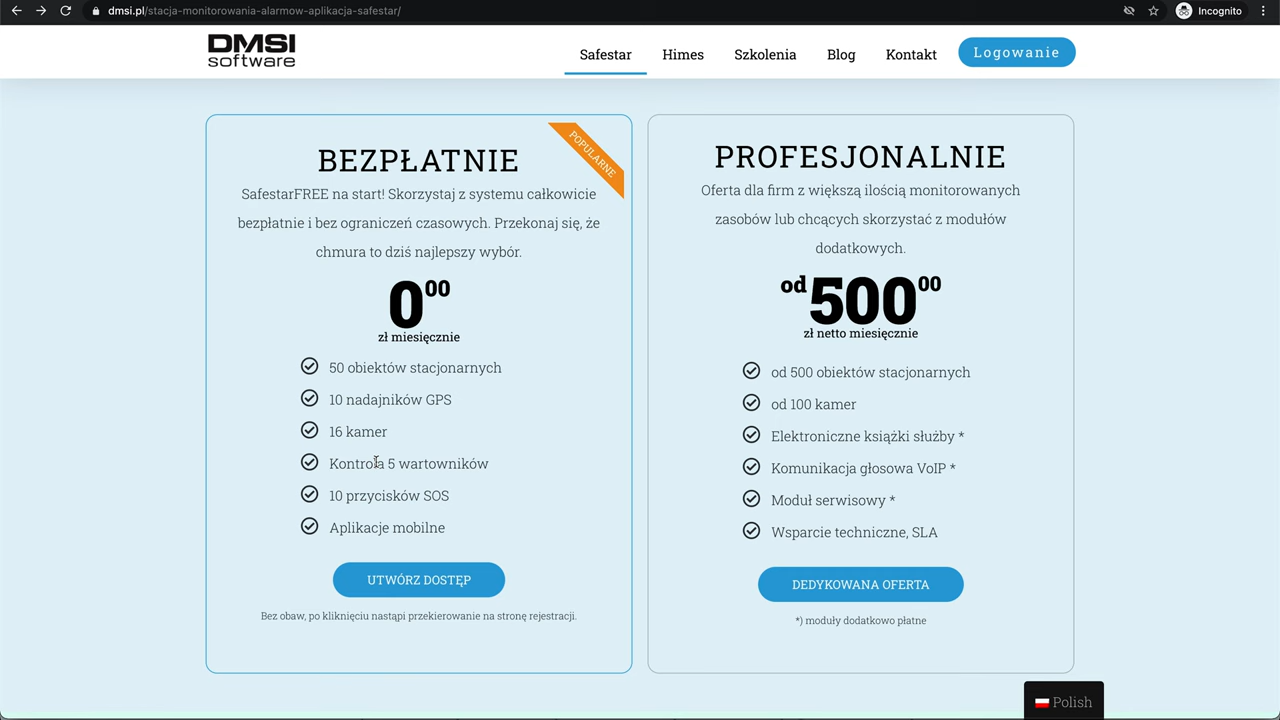 dmsi.pl/stacja-monitorowania-alarmow-aplikacja-safestar/
Incognito
DMSI
software
Safestar
Himes
Szkolenia
Blog
Kontakt
Logowanie
BEZPŁATNIE
POPULARNE
SafestarFREE na start! Skorzystaj z systemu całkowicie
bezpłatnie i bez ograniczeń czasowych. Przekonaj się, że
chmura to dziś najlepszy wybór.
0 00
zł miesięcznie
50 obiektów stacjonarnych
10 nadajników GPS
16 kamer
Kontrola 5 wartowników
10 przycisków SOS
Aplikacje mobilne
UTWÓRZ DOSTĘP
Bez obaw, po kliknięciu nastąpi przekierowanie na stronę rejestracji.
PROFESJONALNIE
Oferta dla firm z większą ilością monitorowanych
zasobów lub chcących skorzystać z modułów
dodatkowych.
od 500 00
zł netto miesięcznie
od 500 obiektów stacjonarnych
od 100 kamer
Elektroniczne książki służby *
Komunikacja głosowa VoIP *
Moduł serwisowy *
Wsparcie techniczne, SLA
DEDYKOWANA OFERTA
*) moduły dodatkowo płatne
Polish